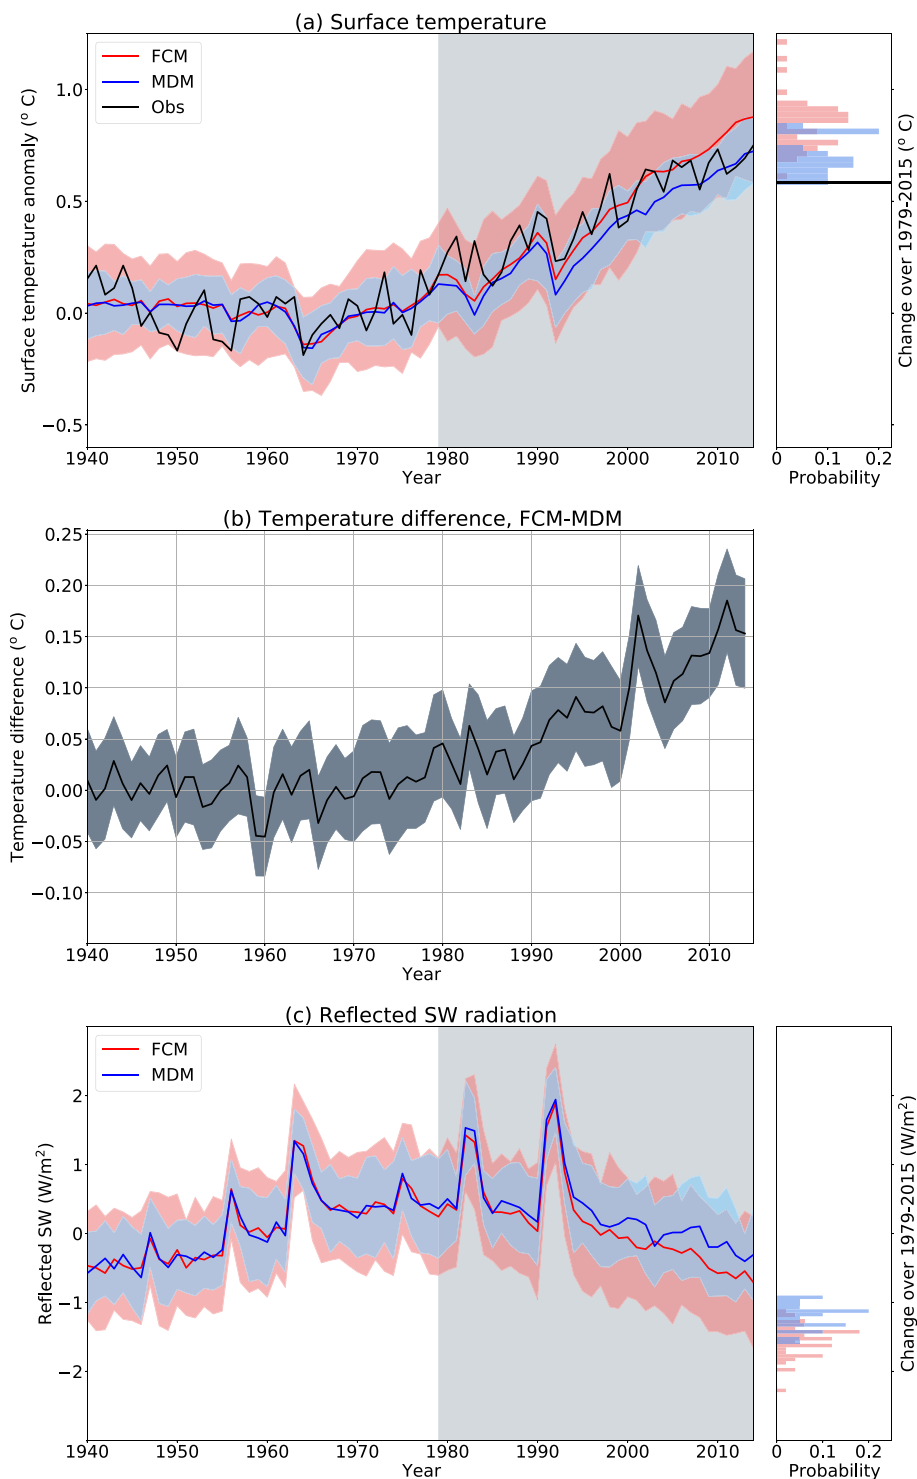 (a) Surface temperature
FCM
MDM
Obs
Surface temperature anomaly (° C)
1.0
0.5
0.0
−0.5
1940 1950 1960 1970 1980 1990 2000 2010
Year
0 0.1 0.2
Probability
Change over 1979-2015 (° C)
(b) Temperature difference, FCM-MDM
Temperature difference (° C)
0.25
0.20
0.15
0.10
0.05
0.00
−0.05
−0.10
1940 1950 1960 1970 1980 1990 2000 2010
Year
(c) Reflected SW radiation
FCM
MDM
Reflected SW (W/m²)
2
1
0
−1
−2
1940 1950 1960 1970 1980 1990 2000 2010
Year
0 0.1 0.2
Probability
Change over 1979-2015 (W/m²)